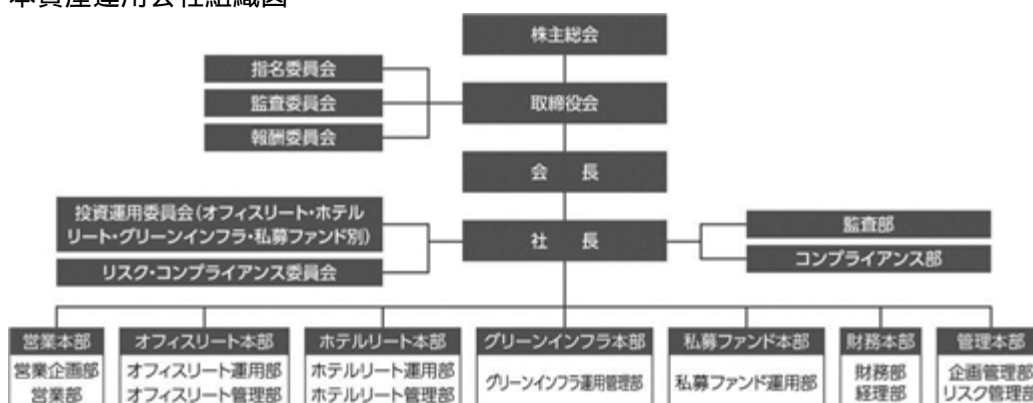 本資産運用会社組織図
株主総会
指名委員会
監査委員会
報酬委員会
取締役会
会 長
投資運用委員会(オフィスリート・ホテル
リート・グリーンインフラ・私募ファンド別)
リスク・コンプライアンス委員会
社 長
監査部
コンプライアンス部
営業本部
営業企画部
営業部
オフィスリート本部
オフィスリート運用部
オフィスリート管理部
ホテルリート本部
ホテルリート運用部
ホテルリート管理部
グリーンインフラ本部
グリーンインフラ運用管理部
私募ファンド本部
私募ファンド運用部
財務本部
財務部
経理部
管理本部
企画管理部
リスク管理部